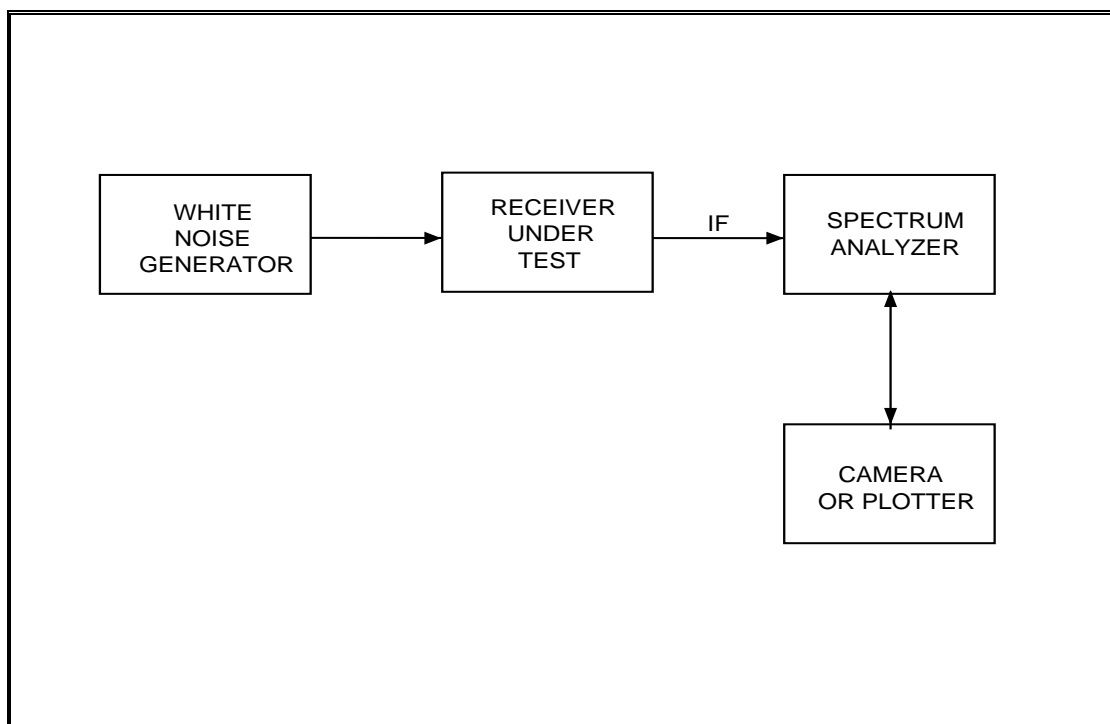 WHITE
NOISE
GENERATOR
RECEIVER
UNDER
TEST
IF
SPECTRUM
ANALYZER
CAMERA
OR PLOTTER